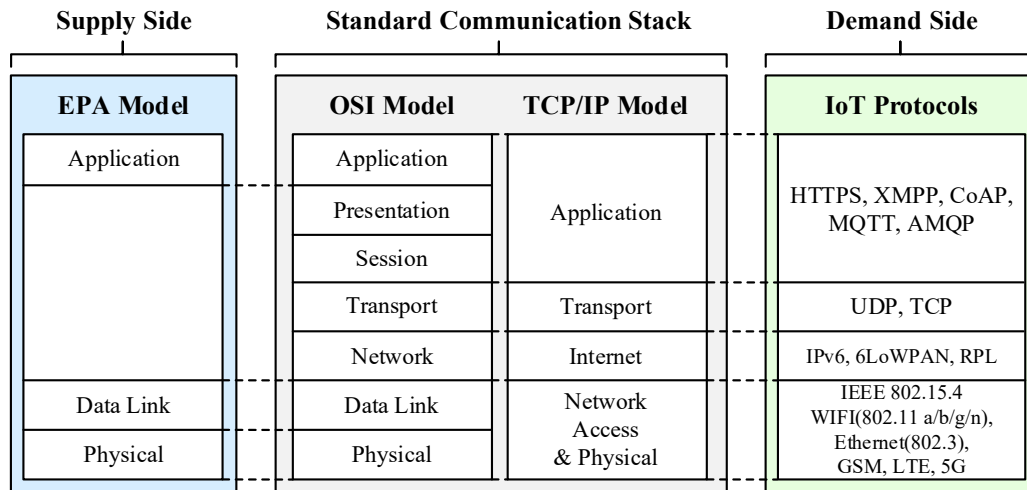 Supply Side
Standard Communication Stack
Demand Side
EPA Model
OSI Model
TCP/IP Model
IoT Protocols
Application
Data Link
Physical
Application
Presentation
Session
Transport
Network
Data Link
Physical
Application
Transport
Internet
Network
Access
& Physical
HTTPS, XMPP, CoAP,
MQTT, AMQP
UDP, TCP
IPv6, 6LoWPAN, RPL
IEEE 802.15.4
WIFI(802.11 a/b/g/n),
Ethernet(802.3),
GSM, LTE, 5G